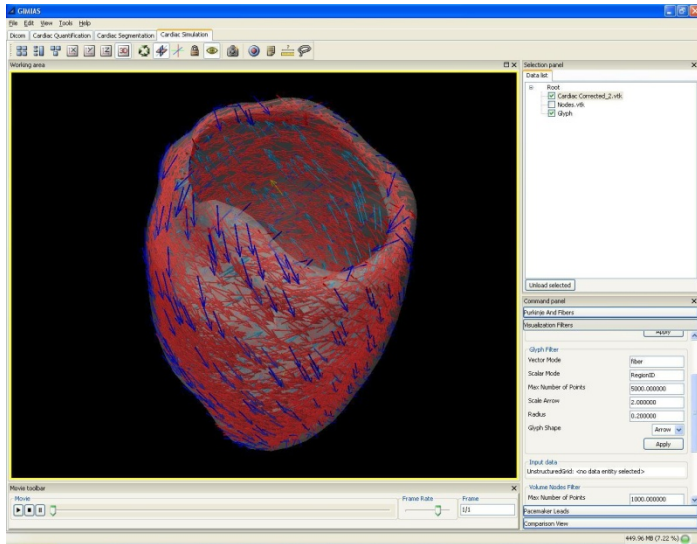 GIMIAS
File Edit View Tools Help
Dicom Cardiac Quantification Cardiac Segmentation Cardiac Simulation
Working area
Selection panel
Data list
Root
Cardiac Corrected_2.vtk
Nodes.vtk
Glyph
Unload selected
Command panel
Purkinje And Fibers
Visualization Filters
Apply
Glyph Filter
Vector Mode fiber
Scalar Mode RegionID
Max Number of Points 5000.000000
Scale Arrow 2.000000
Radius 0.200000
Glyph Shape Arrow
Apply
Input data
UnstructuredGrid: <no data entity selected>
Volume Nodes Filter
Max Number of Points 1000.000000
Pacemaker Leads
Comparison View
Movie toolbar
Movie Frame Rate Frame
1/1
449.96 MB (7.22 %)